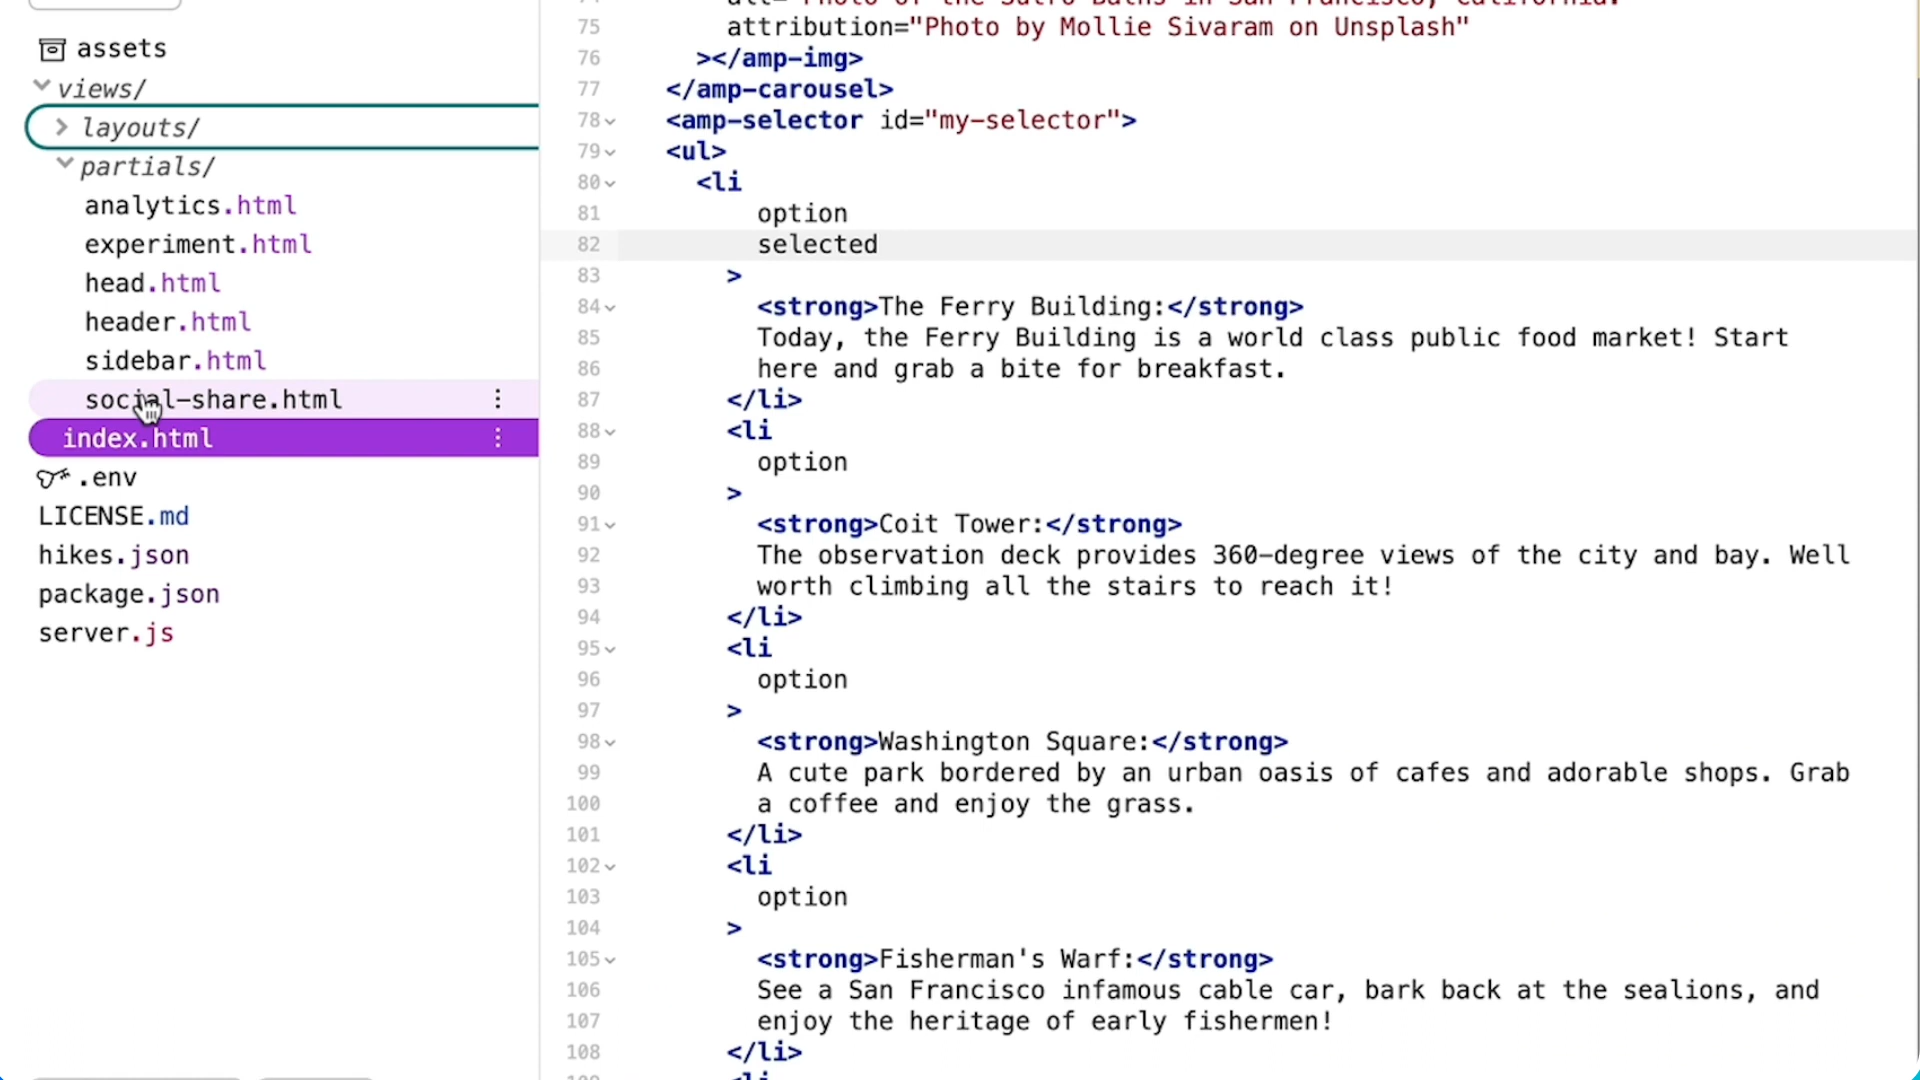 assets
views/
layouts/
partials/
analytics.html
experiment.html
head.html
header.html
sidebar.html
social-share.html
index.html
.env
LICENSE.md
hikes.json
package.json
server.js
75 attribution="Photo by Mollie Sivaram on Unsplash"
76 ></amp-img>
77 </amp-carousel>
78 <amp-selector id="my-selector">
79 <ul>
80 <li
81 option
82 selected
83 >
84 <strong>The Ferry Building:</strong>
85 Today, the Ferry Building is a world class public food market! Start
86 here and grab a bite for breakfast.
87 </li>
88 <li
89 option
90 >
91 <strong>Coit Tower:</strong>
92 The observation deck provides 360-degree views of the city and bay. Well
93 worth climbing all the stairs to reach it!
94 </li>
95 <li
96 option
97 >
98 <strong>Washington Square:</strong>
99 A cute park bordered by an urban oasis of cafes and adorable shops. Grab
100 a coffee and enjoy the grass.
101 </li>
102 <li
103 option
104 >
105 <strong>Fisherman's Warf:</strong>
106 See a San Francisco infamous cable car, bark back at the sealions, and
107 enjoy the heritage of early fishermen!
108 </li>